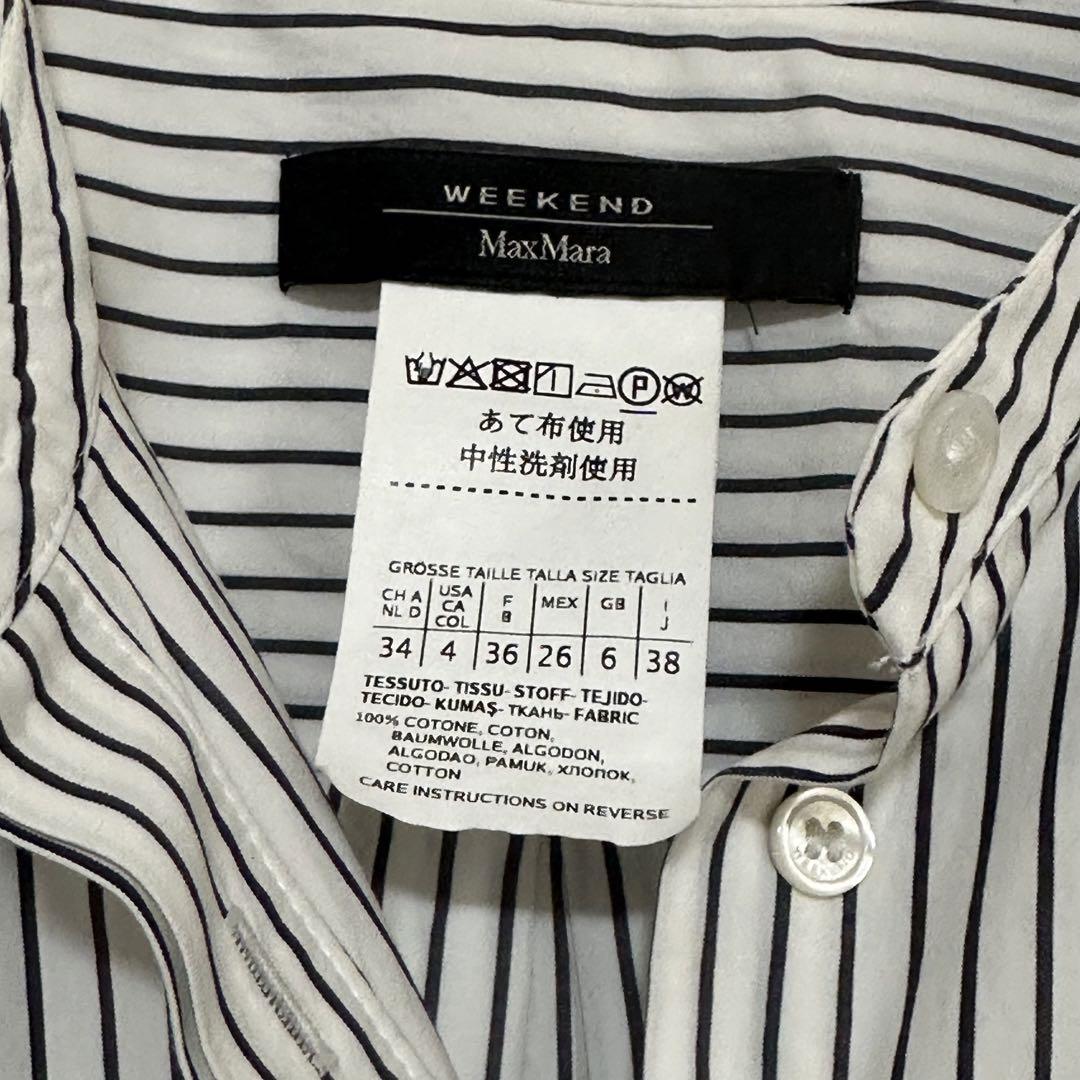 WEEKEND
MaxMara
P W
あて布使用
中性洗剤使用
GRÖSSE TAILLE TALLA SIZE TAGLIA
CH A NL D USA CA COL F B MEX GB I J
34 4 36 26 6 38
TESSUTO- TISSU- STOFF- TEJIDO-
TECIDO- KUMAŞ- ТКАНЬ- FABRIC
100% COTONE, COTON,
BAUMWOLLE, ALGODON,
ALGODAO, PAMUK, ХЛОПОК,
COTTON
CARE INSTRUCTIONS ON REVERSE